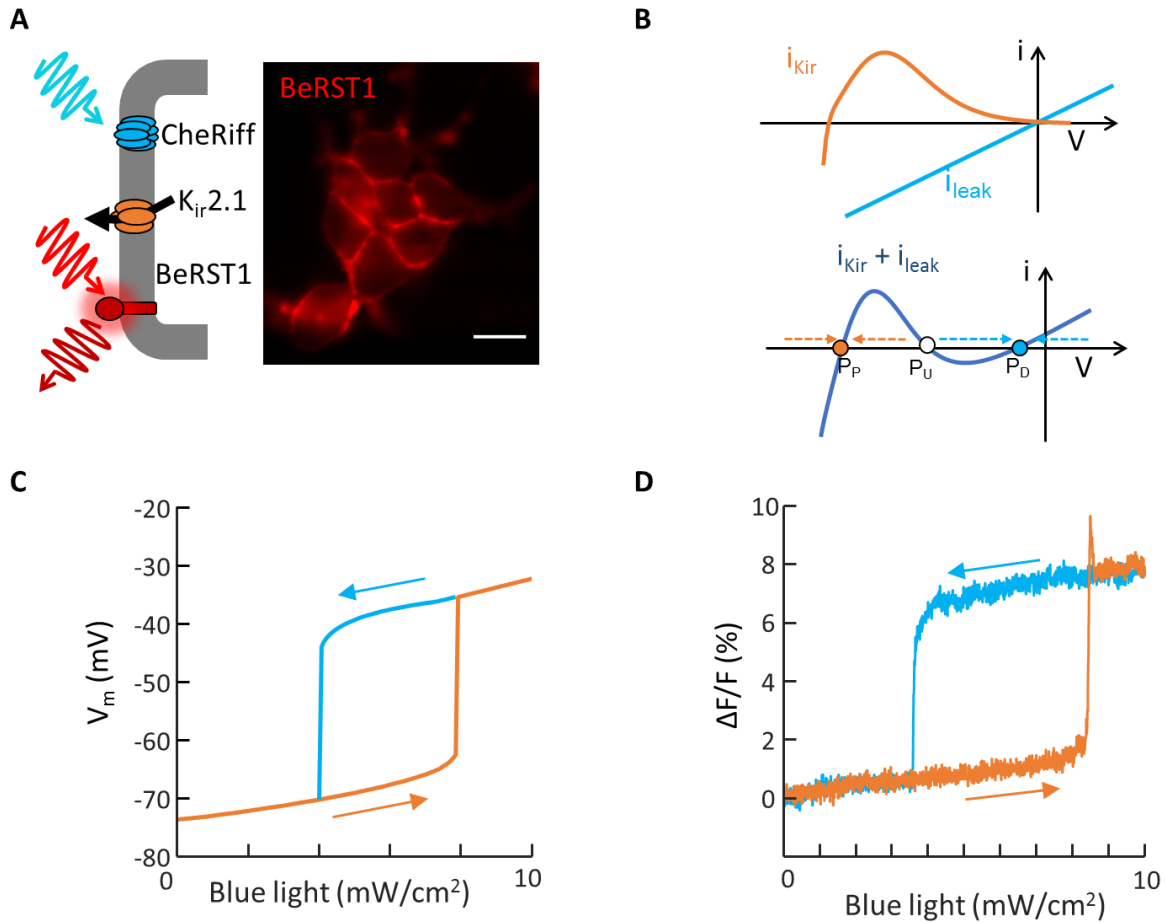 A
BeRST1
CheRiff
Kir2.1
BeRST1
B
iKir
i
V
ileak
iKir + ileak
i
PP
PU
PD
V
C
-20
-30
-40
-50
-60
-70
-80
Vm (mV)
0
10
Blue light (mW/cm2)
D
10
8
6
4
2
0
ΔF/F (%)
0
10
Blue light (mW/cm2)